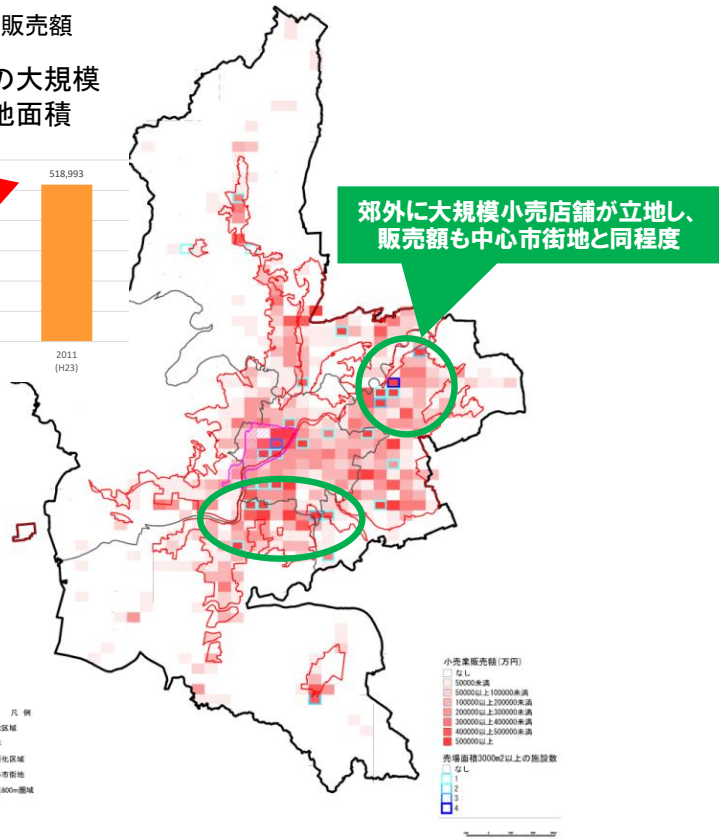 販売額
の大規模
地面積
518,993
2011
(H23)
郊外に大規模小売店舗が立地し、
販売額も中心市街地と同程度
小売業販売額(万円)
なし
50000未満
50000以上100000未満
100000以上200000未満
200000以上300000未満
300000以上400000未満
400000以上500000未満
500000以上
売場面積3000m2以上の施設数
なし
1
2
3
4
凡 例
区域
化区域
市街地
800m圏域